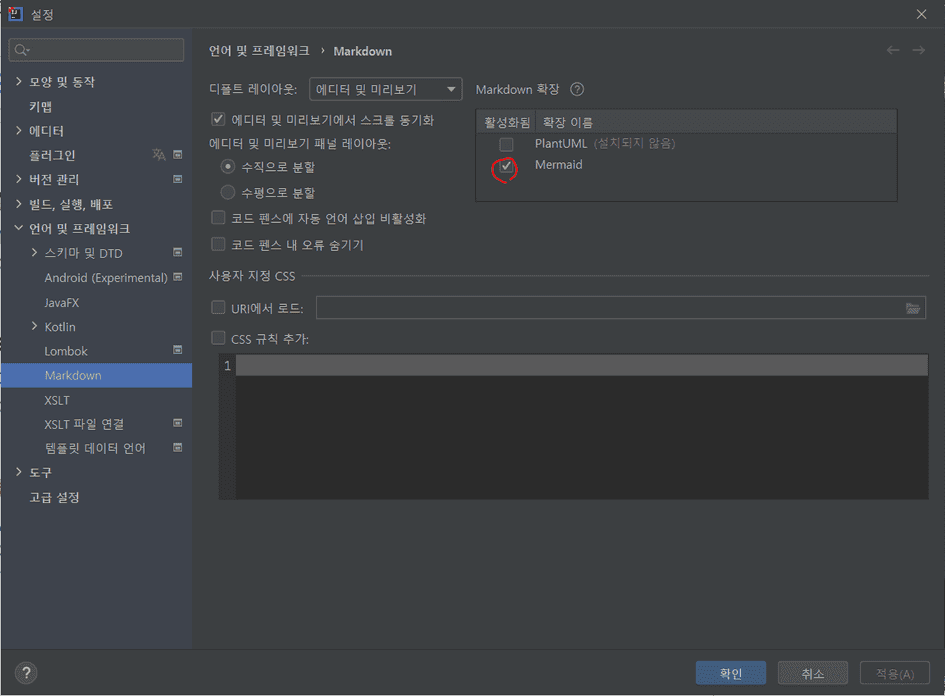 설정
언어 및 프레임워크 › Markdown
모양 및 동작
키맵
에디터
플러그인
버전 관리
빌드, 실행, 배포
언어 및 프레임워크
스키마 및 DTD
Android (Experimental)
JavaFX
Kotlin
Lombok
Markdown
XSLT
XSLT 파일 연결
템플릿 데이터 언어
도구
고급 설정
디폴트 레이아웃: 에디터 및 미리보기
에디터 및 미리보기에서 스크롤 동기화
에디터 및 미리보기 패널 레이아웃:
수직으로 분할
수평으로 분할
코드 펜스에 자동 언어 삽입 비활성화
코드 펜스 내 오류 숨기기
Markdown 확장 ?
활성화됨 확장 이름
PlantUML (설치되지 않음)
Mermaid
사용자 지정 CSS
URI에서 로드:
CSS 규칙 추가:
1
? 확인 취소 적용(A)